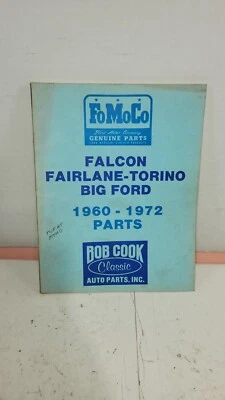 FoMoCo
Ford Motor Company
GENUINE PARTS
FALCON
FAIRLANE-TORINO
BIG FORD
1960 - 1972
PARTS
BOB COOK
Classic
AUTO PARTS, INC.